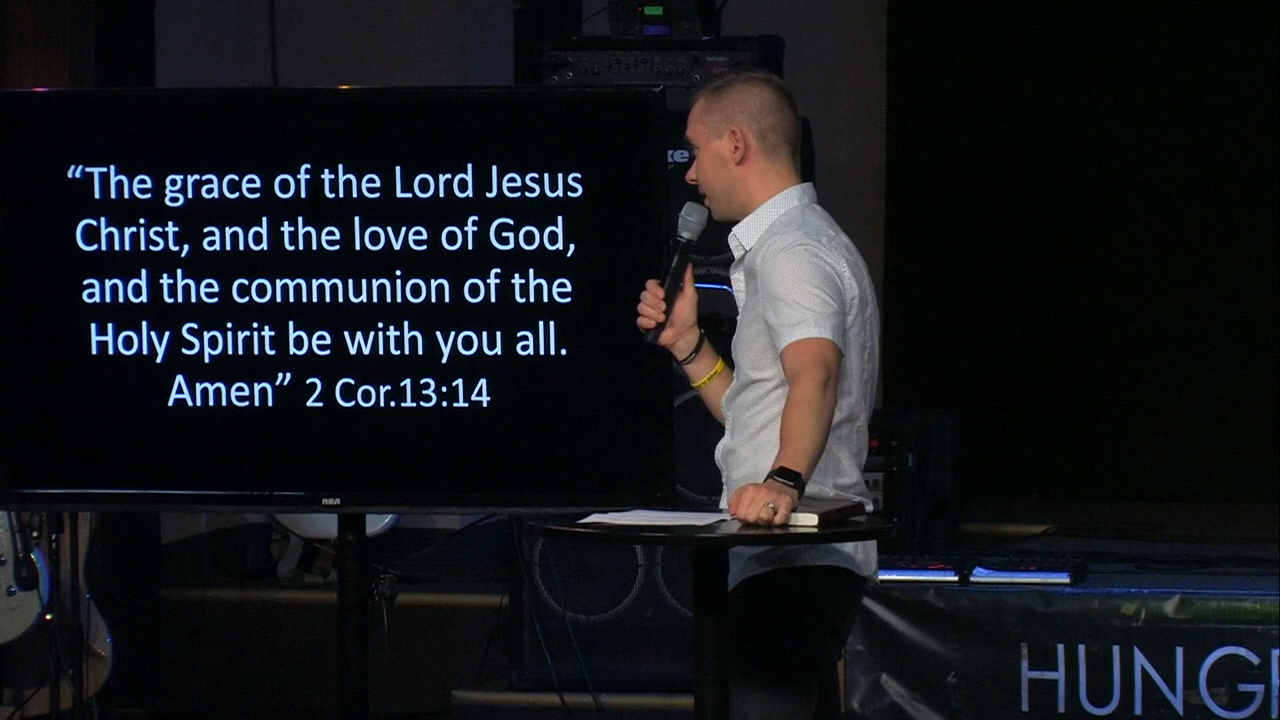 “The grace of the Lord Jesus
Christ, and the love of God,
and the communion of the
Holy Spirit be with you all.
Amen” 2 Cor.13:14
RCA